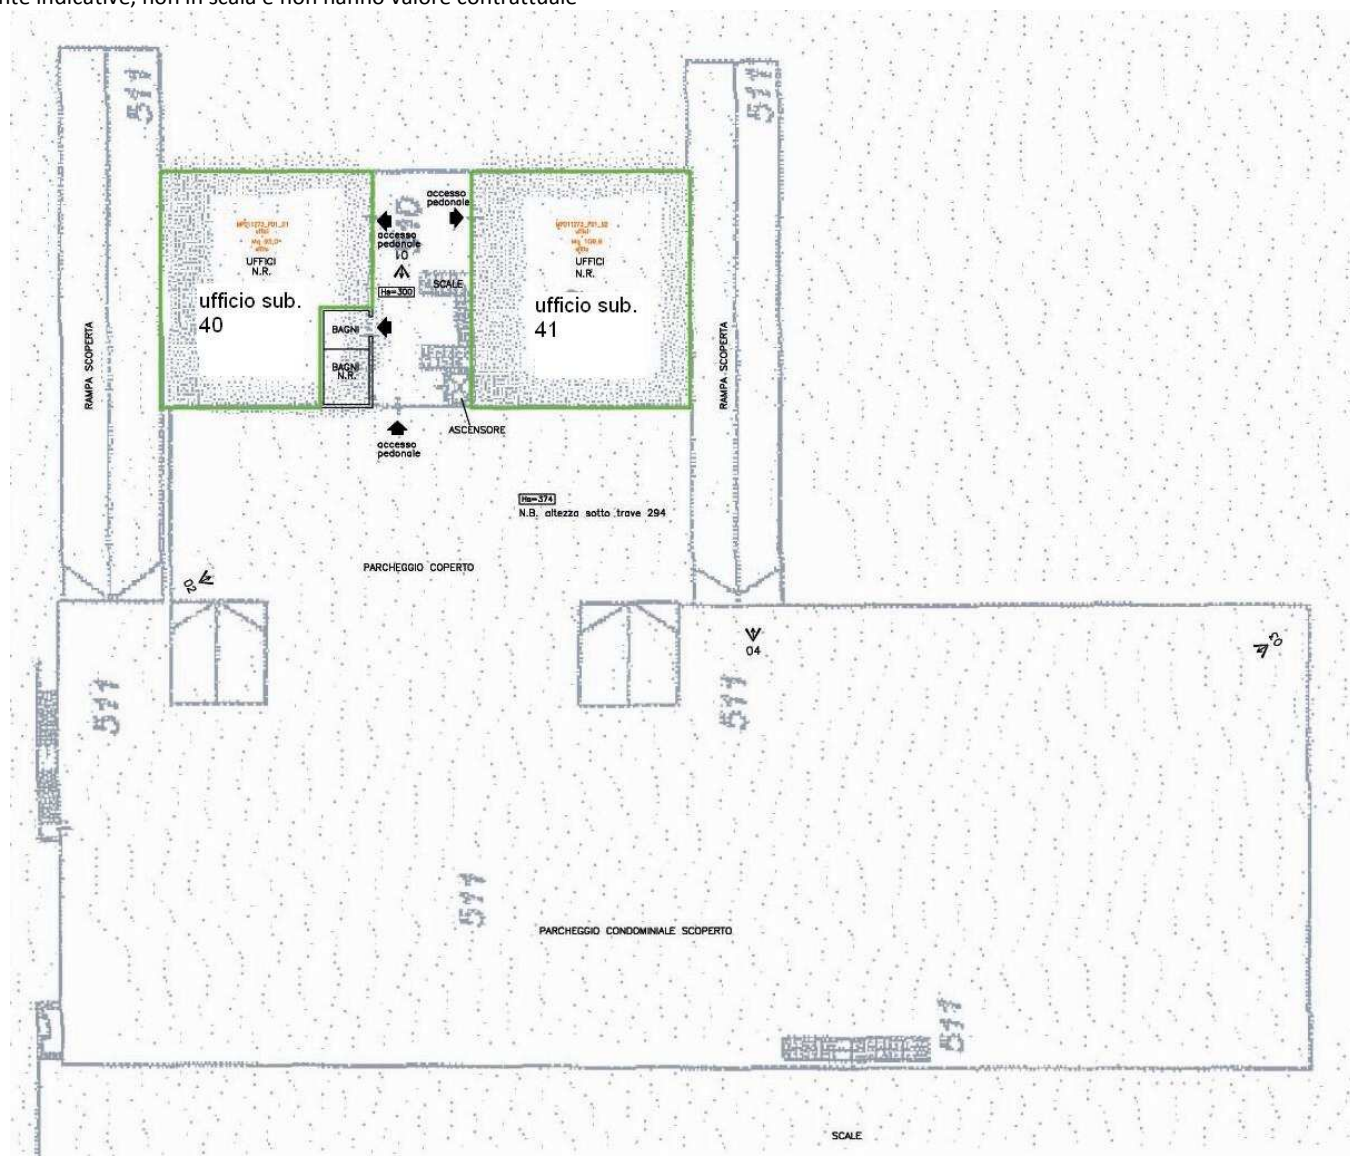 indicative, non in scala e non hanno valore contrattuale
511
511
accesso
pedonale
accesso
pedonale
01
UFFICI
N.R.
UFFICI
N.R.
Hs=300
SCALE
ufficio sub.
40
ufficio sub.
41
BAGNI
BAGNI
N.R.
RAMPA SCOPERTA
RAMPA SCOPERTA
ASCENSORE
accesso
pedonale
Hs=374
N.B. altezza sotto trave 294
PARCHEGGIO COPERTO
02
03
04
511
511
511
PARCHEGGIO CONDOMINIALE SCOPERTO
511
SCALE